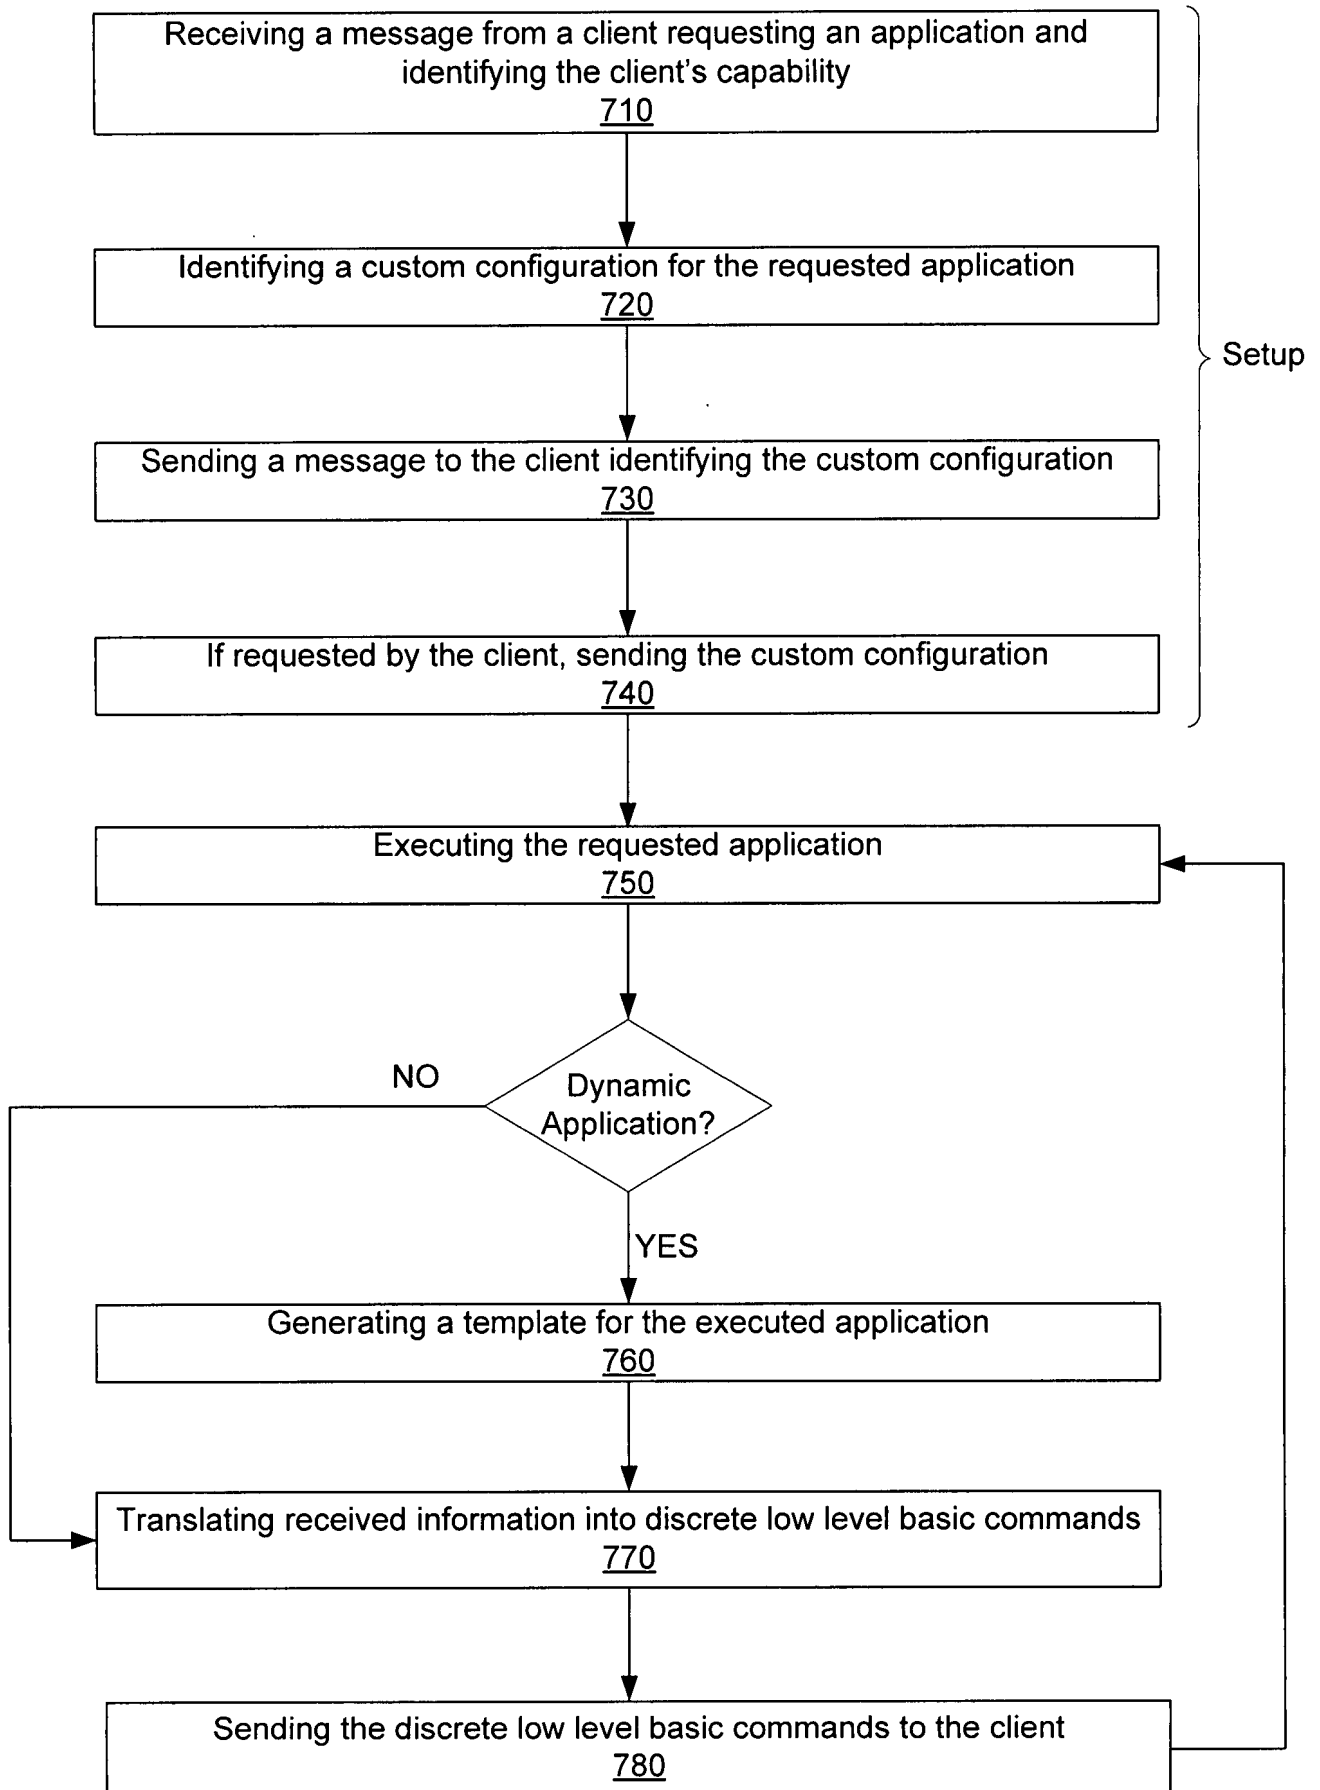 Receiving a message from a client requesting an application and
identifying the client's capability
710
Identifying a custom configuration for the requested application
720
Setup
Sending a message to the client identifying the custom configuration
730
If requested by the client, sending the custom configuration
740
Executing the requested application
750
NO
Dynamic
Application?
YES
Generating a template for the executed application
760
Translating received information into discrete low level basic commands
770
Sending the discrete low level basic commands to the client
780